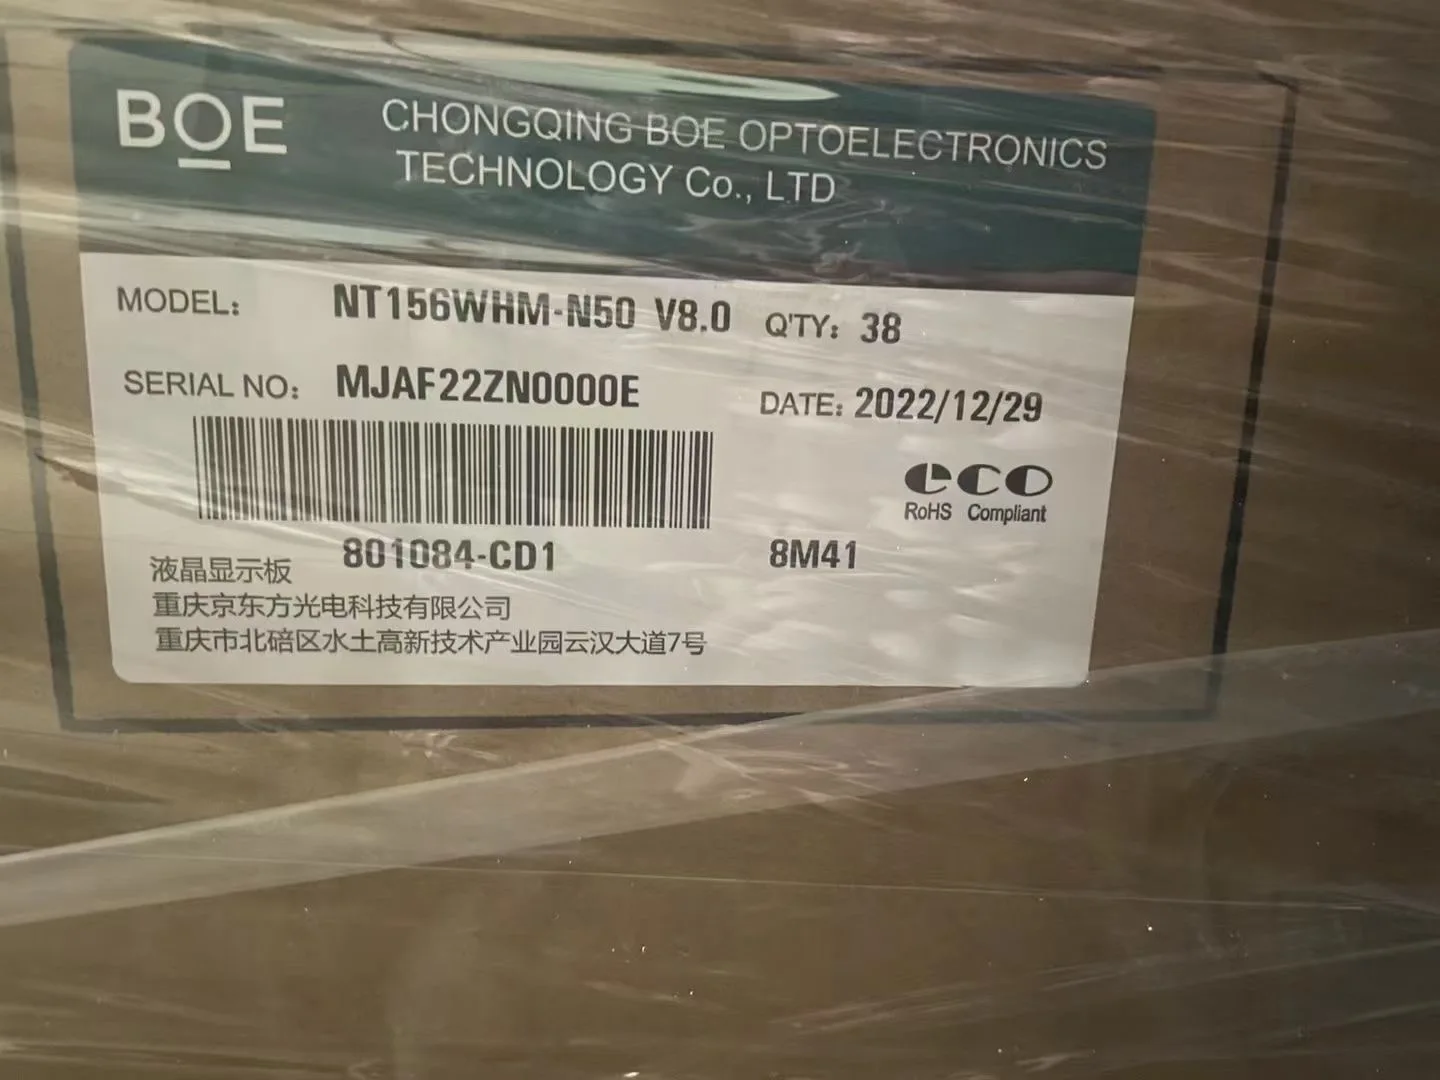 BOE
CHONGQING BOE OPTOELECTRONICS
TECHNOLOGY Co., LTD
MODEL: NT156WHM-N50 V8.0 Q'TY: 38
SERIAL NO: MJAF22ZN0000E
DATE: 2022/12/29
eco
RoHS Compliant
液晶显示板 801084-CD1 8M41
重庆京东方光电科技有限公司
重庆市北碚区水土高新技术产业园云汉大道7号